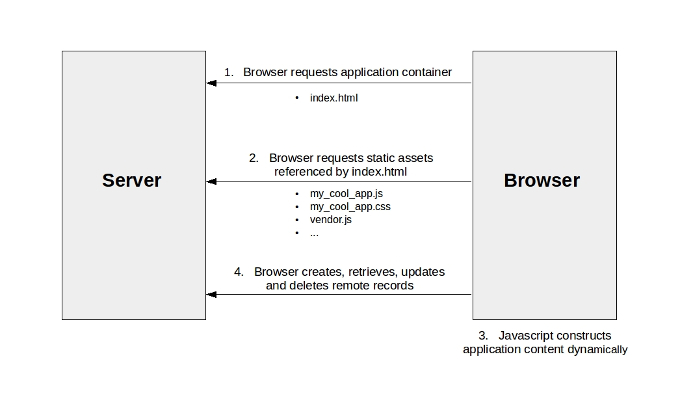 1. Browser requests application container
• index.html
2. Browser requests static assets
referenced by index.html
Server
Browser
• my_cool_app.js
• my_cool_app.css
• vendor.js
• ...
4. Browser creates, retrieves, updates
and deletes remote records
3. Javascript constructs
application content dynamically